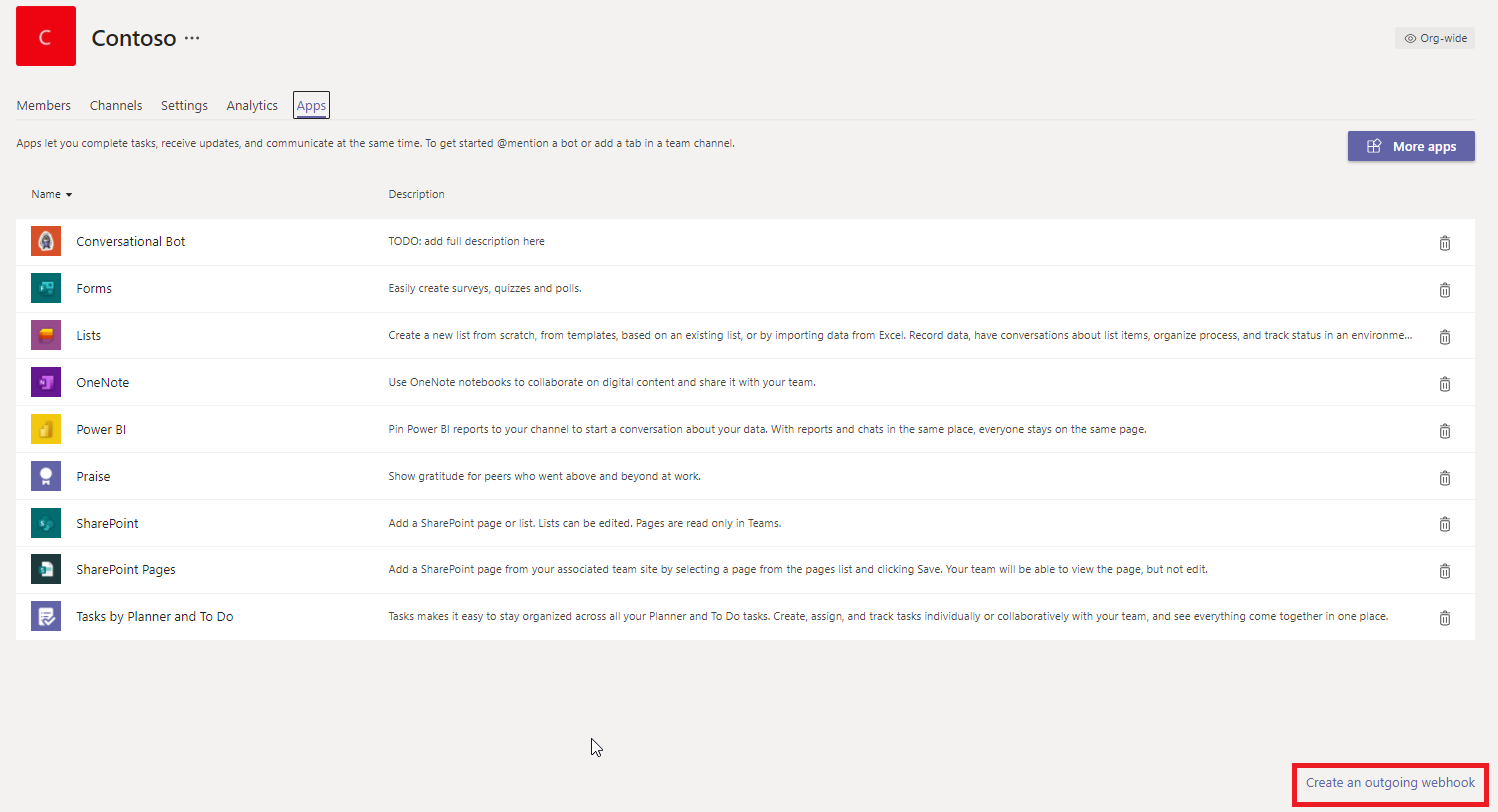 C
Contoso ···
Org-wide
Members Channels Settings Analytics Apps
Apps let you complete tasks, receive updates, and communicate at the same time. To get started @mention a bot or add a tab in a team channel.
More apps
Name Description
Conversational Bot TODO: add full description here
Forms Easily create surveys, quizzes and polls.
Lists Create a new list from scratch, from templates, based on an existing list, or by importing data from Excel. Record data, have conversations about list items, organize process, and track status in an environme...
OneNote Use OneNote notebooks to collaborate on digital content and share it with your team.
Power BI Pin Power BI reports to your channel to start a conversation about your data. With reports and chats in the same place, everyone stays on the same page.
Praise Show gratitude for peers who went above and beyond at work.
SharePoint Add a SharePoint page or list. Lists can be edited. Pages are read only in Teams.
SharePoint Pages Add a SharePoint page from your associated team site by selecting a page from the pages list and clicking Save. Your team will be able to view the page, but not edit.
Tasks by Planner and To Do Tasks makes it easy to stay organized across all your Planner and To Do tasks. Create, assign, and track tasks individually or collaboratively with your team, and see everything come together in one place.
Create an outgoing webhook